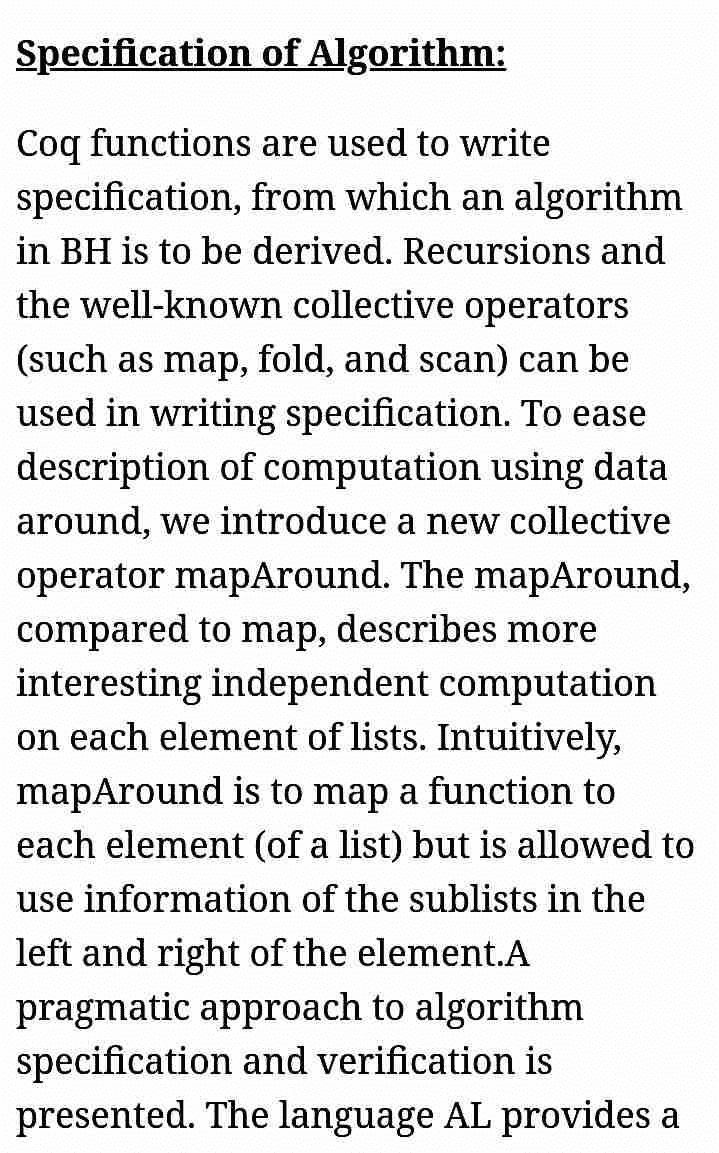 Specification of Algorithm:
Coq functions are used to write
specification, from which an algorithm
in BH is to be derived. Recursions and
the well-known collective operators
(such as map, fold, and scan) can be
used in writing specification. To ease
description of computation using data
around, we introduce a new collective
operator mapAround. The mapAround,
compared to map, describes more
interesting independent computation
on each element of lists. Intuitively,
mapAround is to map a function to
each element (of a list) but is allowed to
use information of the sublists in the
left and right of the element.A
pragmatic approach to algorithm
specification and verification is
presented. The language AL provides a